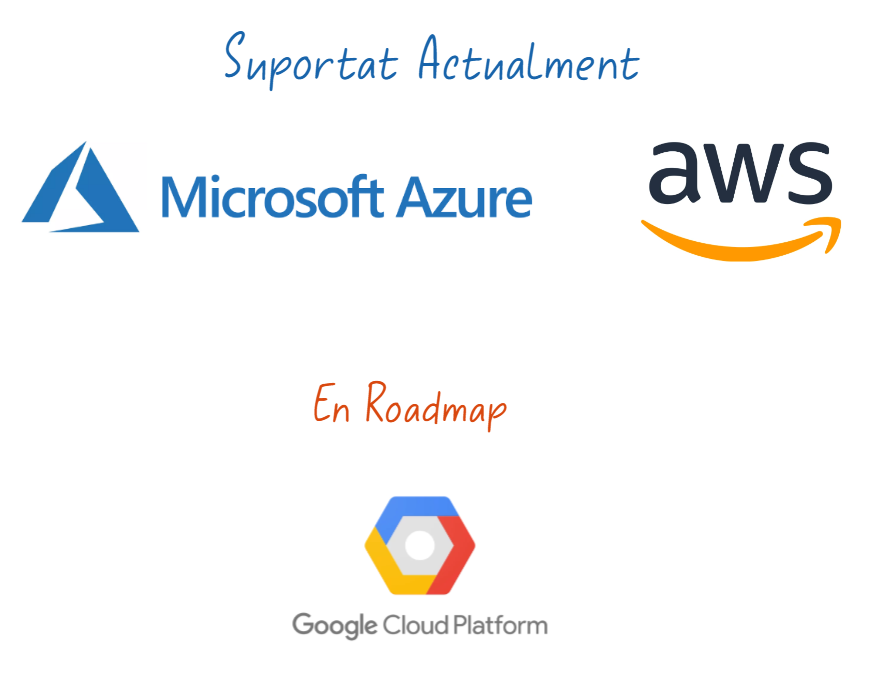 Suportat Actualment
Microsoft Azure
aws
En Roadmap
Google Cloud Platform